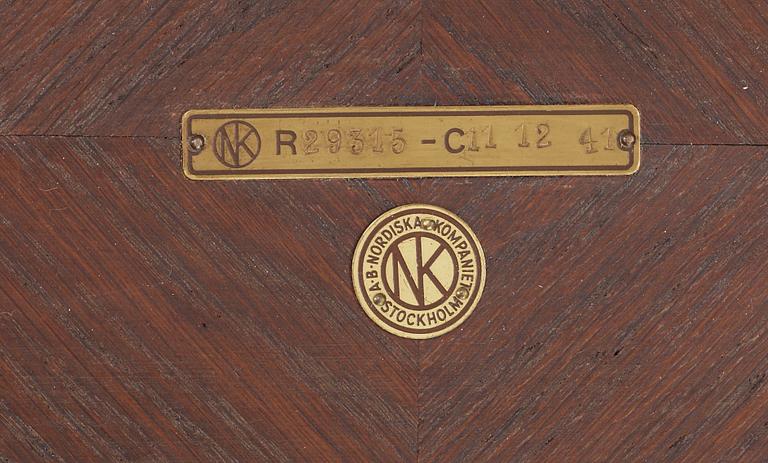 NK R29315 -C11 12 41
A·B·NORDISKA KOMPANIET
NK
STOCKHOLM